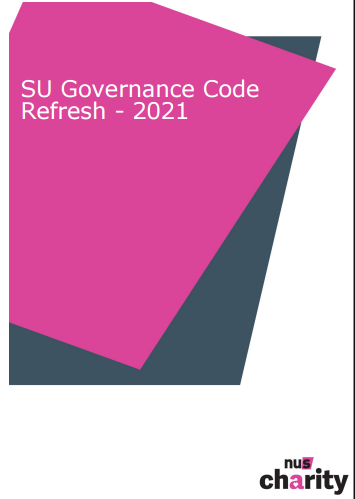 SU Governance Code
Refresh - 2021
nus
charity